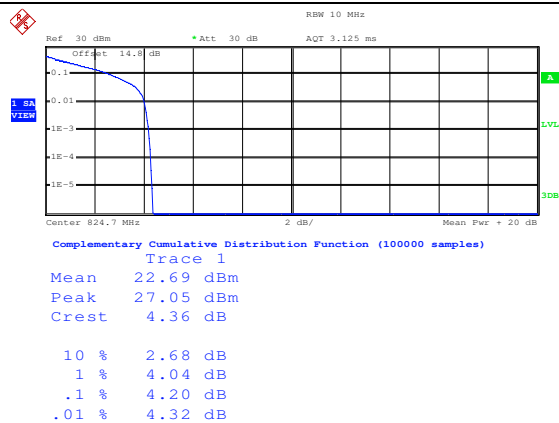 RBW 10 MHz
Ref 30 dBm *Att 30 dB AQT 3.125 ms
Offset 14.8 dB
0.1
A
0.01
1 SA
VIEW
1E-3
LVL
1E-4
1E-5
3DB
Center 824.7 MHz 2 dB/ Mean Pwr + 20 dB
Complementary Cumulative Distribution Function (100000 samples)
Trace 1
Mean 22.69 dBm
Peak 27.05 dBm
Crest 4.36 dB
10 % 2.68 dB
1 % 4.04 dB
.1 % 4.20 dB
.01 % 4.32 dB